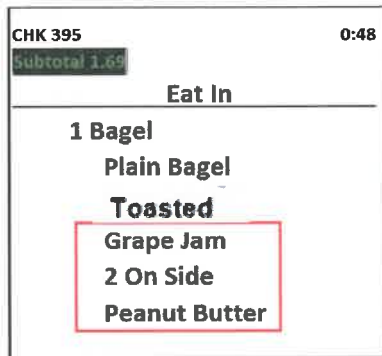 CHK 395 0:48
Subtotal 1.69
Eat In
1 Bagel
Plain Bagel
Toasted
Grape Jam
2 On Side
Peanut Butter